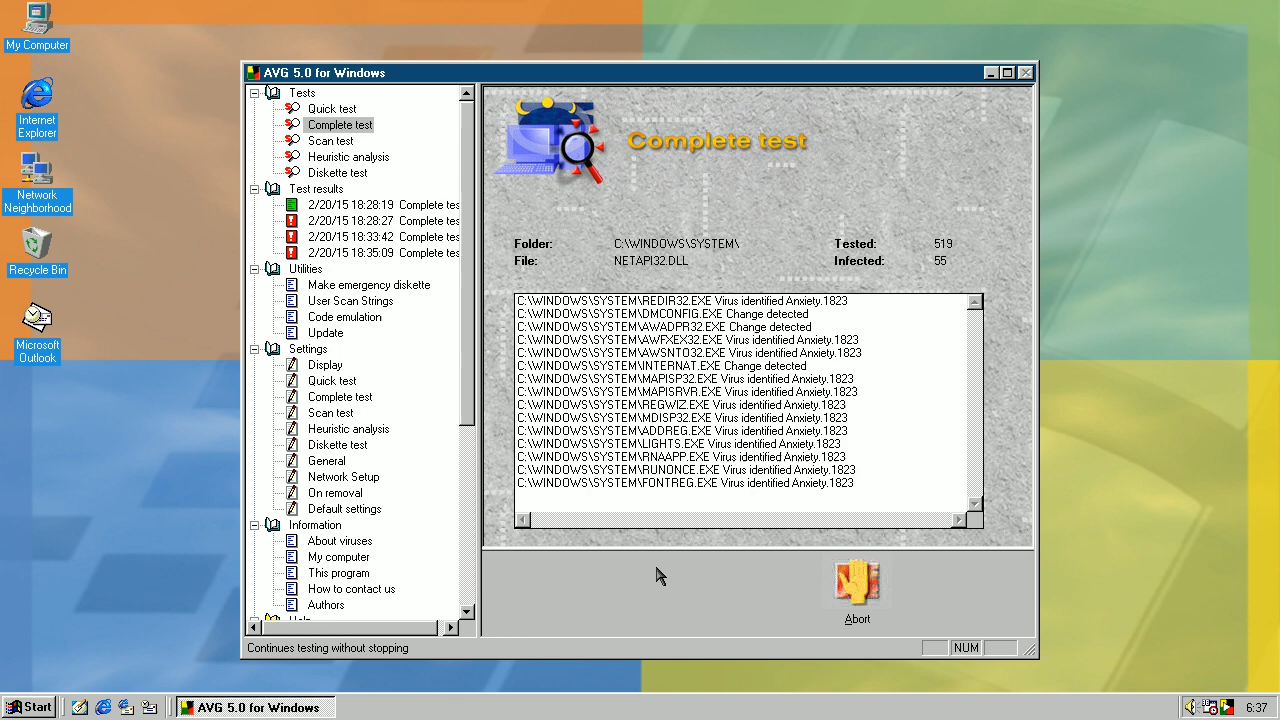 My Computer
Internet
Explorer
Network
Neighborhood
Recycle Bin
Microsoft
Outlook
AVG 5.0 for Windows
Tests
Quick test
Complete test
Scan test
Heuristic analysis
Diskette test
Test results
2/20/15 18:28:19 Complete tes
2/20/15 18:28:27 Complete tes
2/20/15 18:33:42 Complete tes
2/20/15 18:35:09 Complete tes
Utilities
Make emergency diskette
User Scan Strings
Code emulation
Update
Settings
Display
Quick test
Complete test
Scan test
Heuristic analysis
Diskette test
General
Network Setup
On removal
Default settings
Information
About viruses
My computer
This program
How to contact us
Authors
Complete test
Folder: C:\WINDOWS\SYSTEM\ Tested: 519
File: NETAPI32.DLL Infected: 55
C:\WINDOWS\SYSTEM\REDIR32.EXE Virus identified Anxiety.1823
C:\WINDOWS\SYSTEM\DMCONFIG.EXE Change detected
C:\WINDOWS\SYSTEM\AWADPR32.EXE Change detected
C:\WINDOWS\SYSTEM\AWFXEX32.EXE Virus identified Anxiety.1823
C:\WINDOWS\SYSTEM\AWSNTO32.EXE Virus identified Anxiety.1823
C:\WINDOWS\SYSTEM\INTERNAT.EXE Change detected
C:\WINDOWS\SYSTEM\MAPISP32.EXE Virus identified Anxiety.1823
C:\WINDOWS\SYSTEM\MAPISRVR.EXE Virus identified Anxiety.1823
C:\WINDOWS\SYSTEM\REGWIZ.EXE Virus identified Anxiety.1823
C:\WINDOWS\SYSTEM\MDISP32.EXE Virus identified Anxiety.1823
C:\WINDOWS\SYSTEM\ADDREG.EXE Virus identified Anxiety.1823
C:\WINDOWS\SYSTEM\LIGHTS.EXE Virus identified Anxiety.1823
C:\WINDOWS\SYSTEM\RNAAPP.EXE Virus identified Anxiety.1823
C:\WINDOWS\SYSTEM\RUNONCE.EXE Virus identified Anxiety.1823
C:\WINDOWS\SYSTEM\FONTREG.EXE Virus identified Anxiety.1823
Abort
Continues testing without stopping
NUM
Start
AVG 5.0 for Windows
6:37